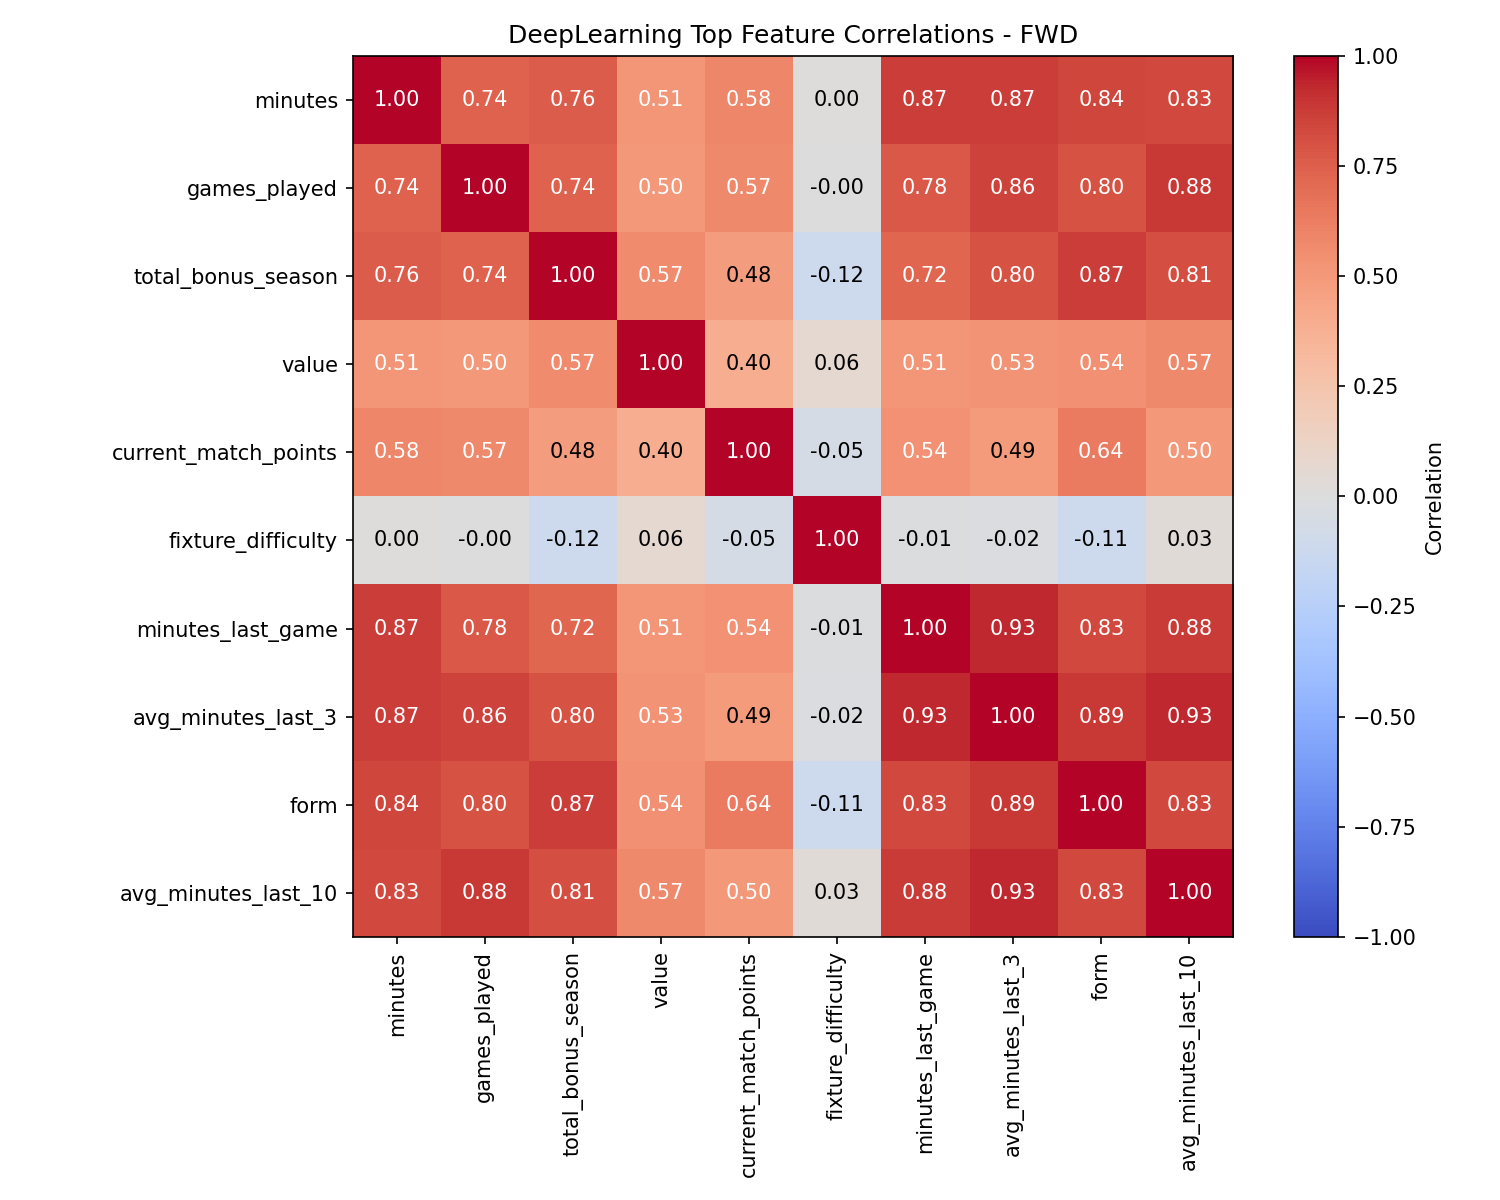 DeepLearning Top Feature Correlations - FWD
minutes 1.00 0.74 0.76 0.51 0.58 0.00 0.87 0.87 0.84 0.83
games_played 0.74 1.00 0.74 0.50 0.57 -0.00 0.78 0.86 0.80 0.88
total_bonus_season 0.76 0.74 1.00 0.57 0.48 -0.12 0.72 0.80 0.87 0.81
value 0.51 0.50 0.57 1.00 0.40 0.06 0.51 0.53 0.54 0.57
current_match_points 0.58 0.57 0.48 0.40 1.00 -0.05 0.54 0.49 0.64 0.50
fixture_difficulty 0.00 -0.00 -0.12 0.06 -0.05 1.00 -0.01 -0.02 -0.11 0.03
minutes_last_game 0.87 0.78 0.72 0.51 0.54 -0.01 1.00 0.93 0.83 0.88
avg_minutes_last_3 0.87 0.86 0.80 0.53 0.49 -0.02 0.93 1.00 0.89 0.93
form 0.84 0.80 0.87 0.54 0.64 -0.11 0.83 0.89 1.00 0.83
avg_minutes_last_10 0.83 0.88 0.81 0.57 0.50 0.03 0.88 0.93 0.83 1.00
minutes
games_played
total_bonus_season
value
current_match_points
fixture_difficulty
minutes_last_game
avg_minutes_last_3
form
avg_minutes_last_10
1.00
0.75
0.50
0.25
0.00
−0.25
−0.50
−0.75
−1.00
Correlation